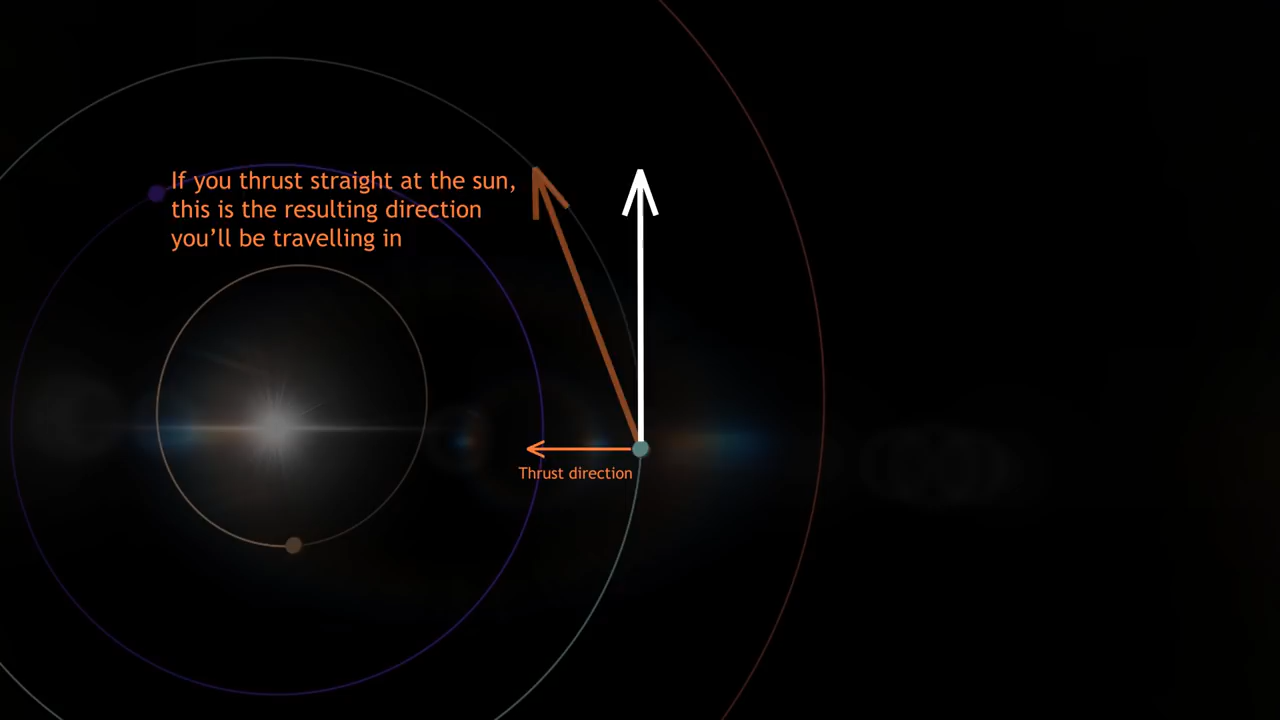 If you thrust straight at the sun,
this is the resulting direction
you’ll be travelling in
Thrust direction